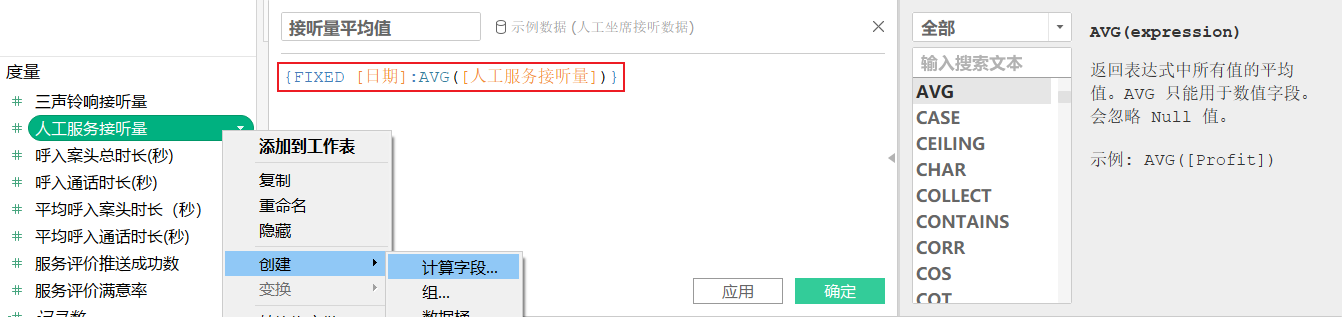 度量
三声铃响接听量
人工服务接听量
呼入案头总时长(秒)
呼入通话时长(秒)
平均呼入案头时长（秒）
平均呼入通话时长(秒)
服务评价推送成功数
服务评价满意率
添加到工作表
复制
重命名
隐藏
创建
变换
计算字段...
组...
接听量平均值
示例数据 (人工坐席接听数据)
{FIXED [日期]:AVG([人工服务接听量])}
应用
确定
全部
输入搜索文本
AVG
CASE
CEILING
CHAR
COLLECT
CONTAINS
CORR
COS
COT
AVG(expression)
返回表达式中所有值的平均
值。AVG 只能用于数值字段。
会忽略 Null 值。
示例: AVG([Profit])